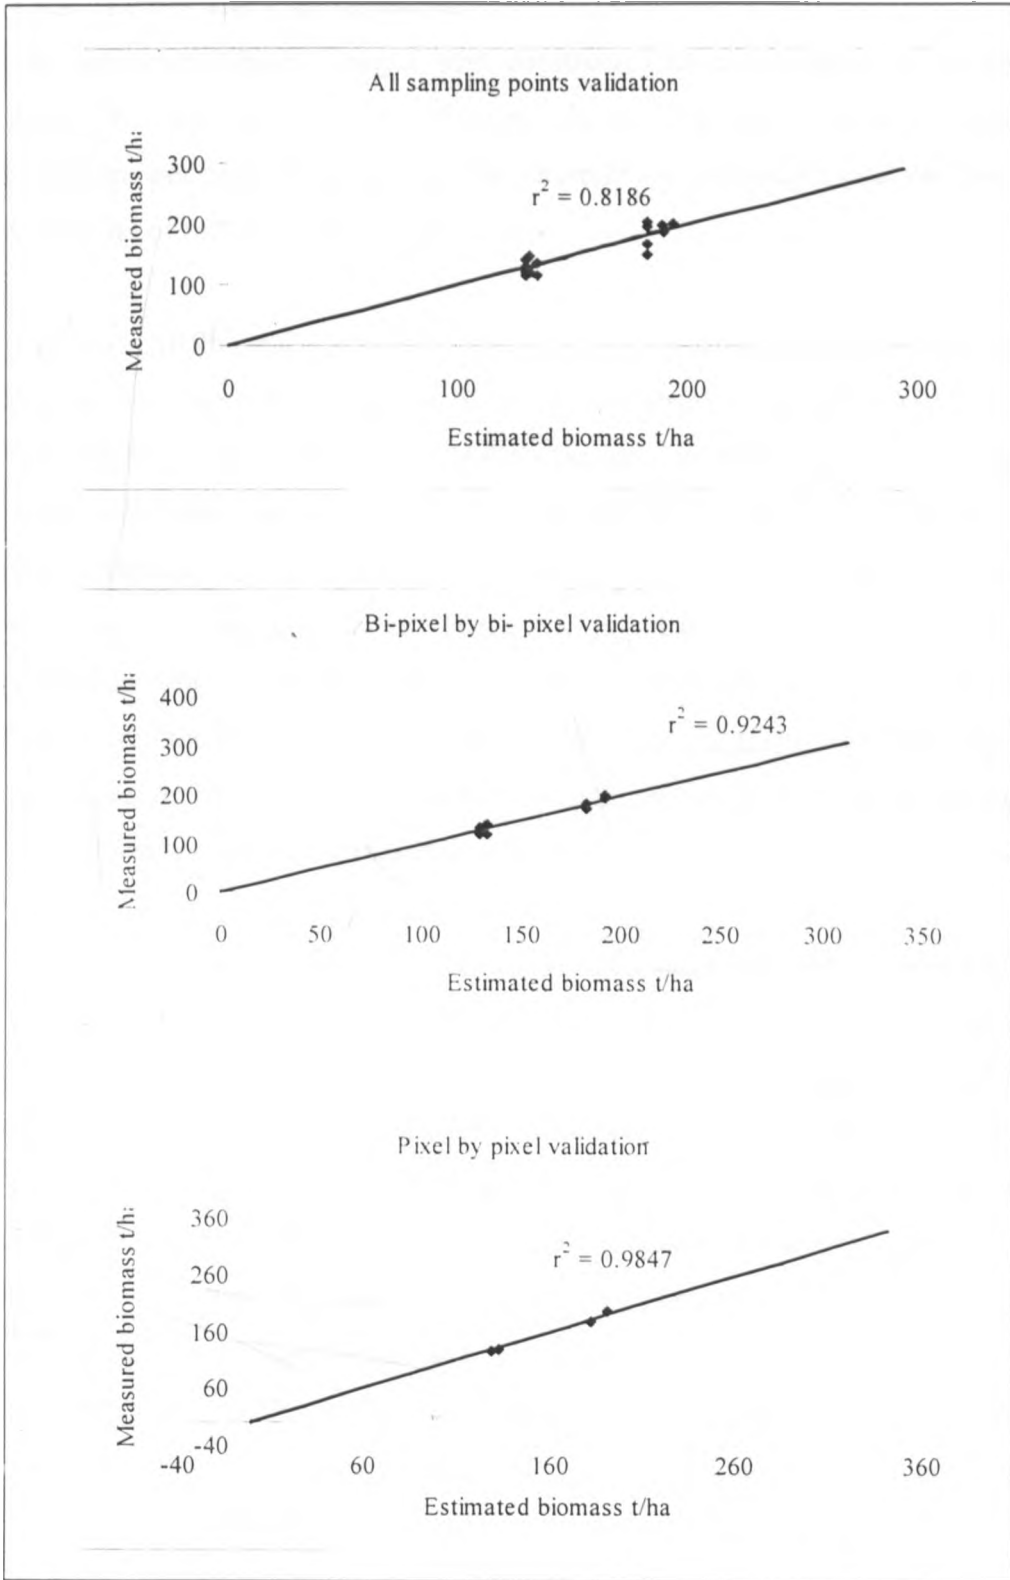 All sampling points validation
Measured biomass t/h:
300
200
100
0
r² = 0.8186
0 100 200 300
Estimated biomass t/ha
Bi-pixel by bi- pixel validation
Measured biomass t/h:
400
300
200
100
0
r² = 0.9243
0 50 100 150 200 250 300 350
Estimated biomass t/ha
Pixel by pixel validation
Measured biomass t/h:
360
260
160
60
-40
r² = 0.9847
-40 60 160 260 360
Estimated biomass t/ha